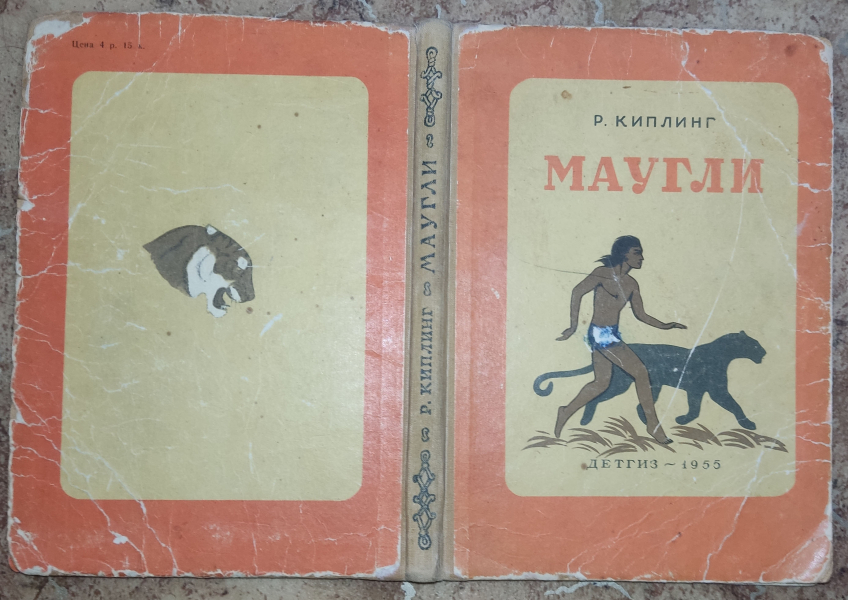 Цена 4 р. 15 к.
Р. КИПЛИНГ МАУГЛИ
Р. КИПЛИНГ
МАУГЛИ
ДЕТГИЗ ~ 1955